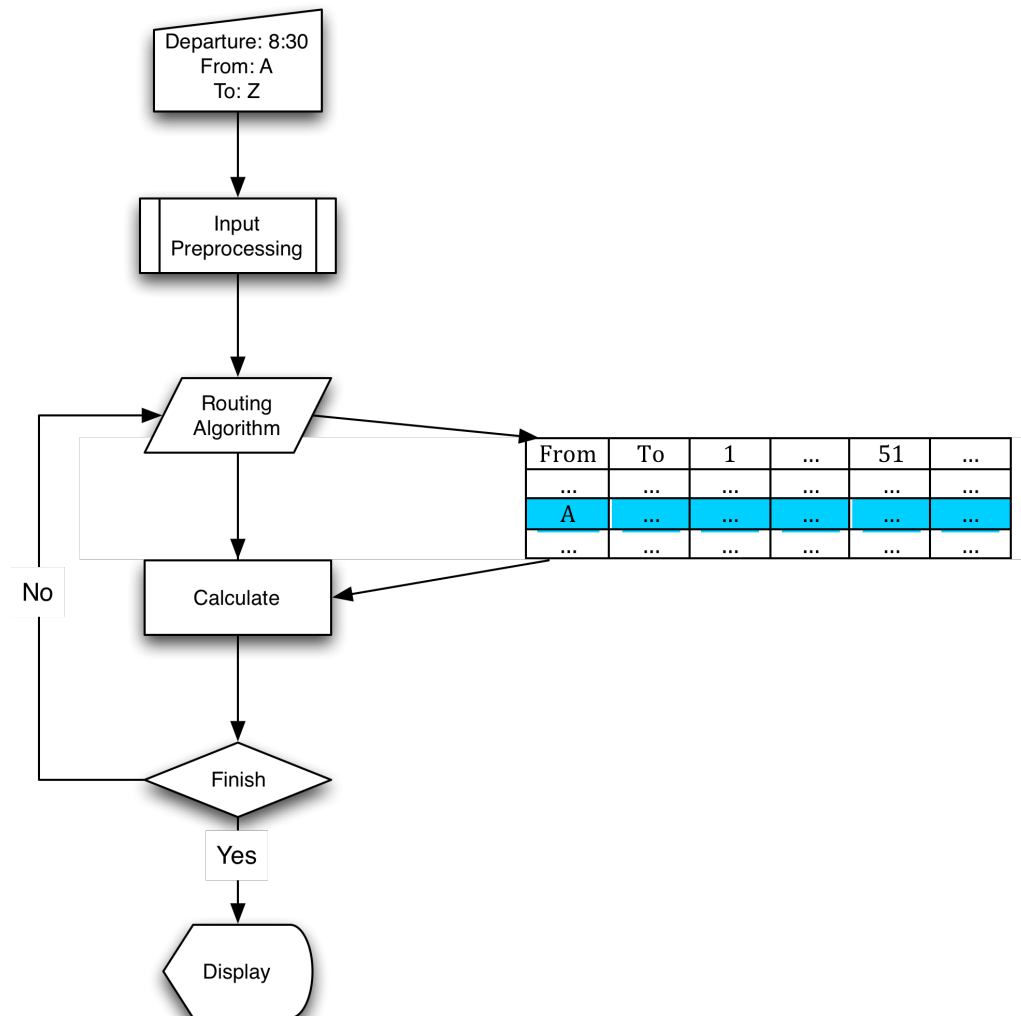 Departure: 8:30
From: A
To: Z
Input
Preprocessing
Routing
Algorithm
From To 1 ... 51 ...
... ... ... ... ... ...
A ... ... ... ... ...
... ... ... ... ... ...
No
Calculate
Finish
Yes
Display